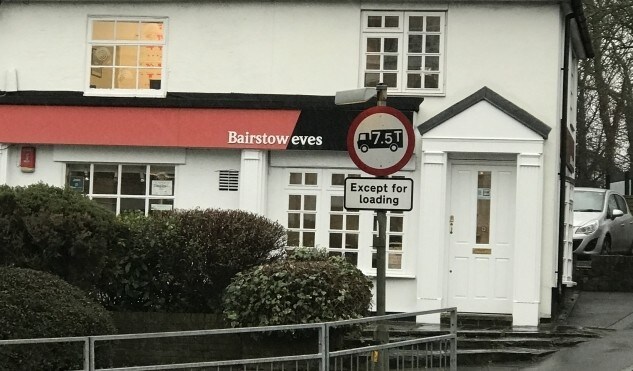 Bairstow eves
7.5T
Except for
loading